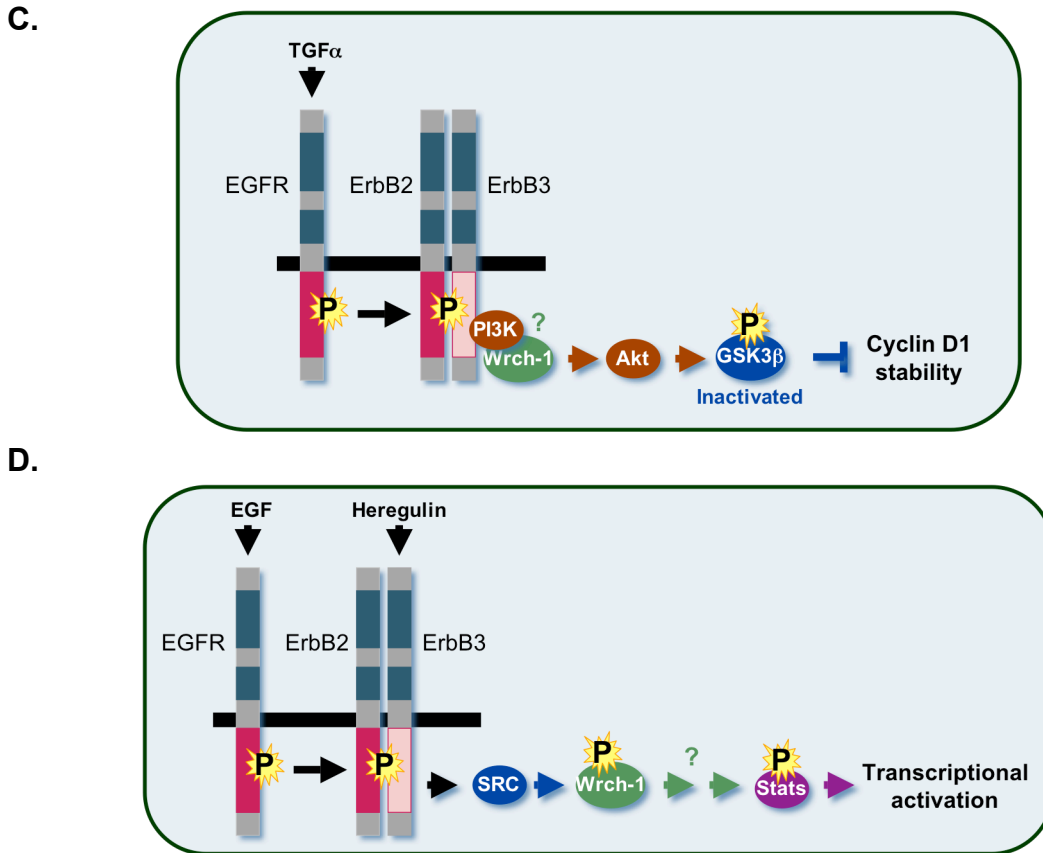 C.
TGFα
EGFR
ErbB2
ErbB3
P
P
PI3K
?
Wrch-1
Akt
P
GSK3β
Inactivated
Cyclin D1
stability
D.
EGF
Heregulin
EGFR
ErbB2
ErbB3
P
P
SRC
P
Wrch-1
?
P
Stats
Transcriptional
activation